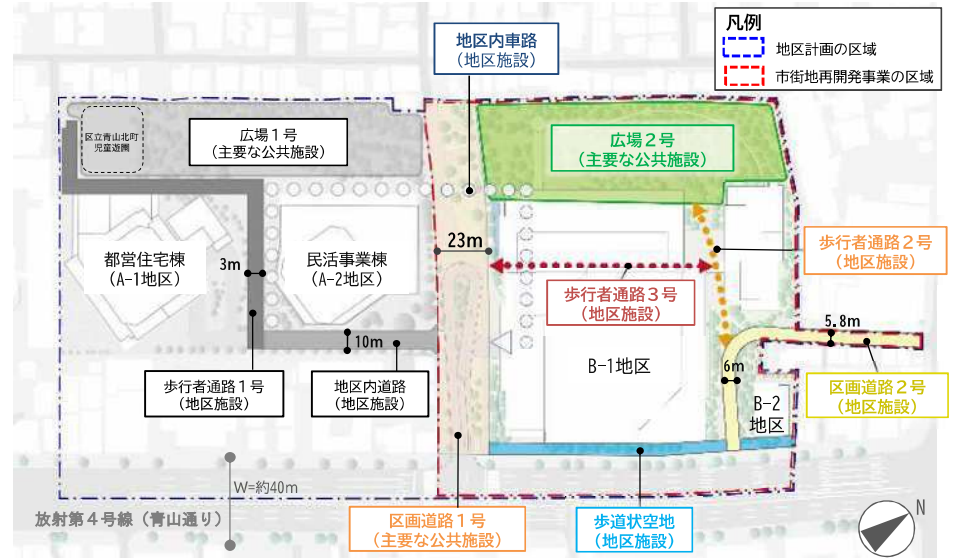 凡例
地区計画の区域
市街地再開発事業の区域
地区内車路
(地区施設)
区立青山北町
児童遊園
広場1号
(主要な公共施設)
広場2号
(主要な公共施設)
都営住宅棟
(A-1地区)
3m
民活事業棟
(A-2地区)
23m
歩行者通路2号
(地区施設)
歩行者通路3号
(地区施設)
5.8m
10m
B-1地区
6m
歩行者通路1号
(地区施設)
地区内道路
(地区施設)
区画道路2号
(地区施設)
B-2
地区
W=約40m
放射第4号線(青山通り)
区画道路1号
(主要な公共施設)
歩道状空地
(地区施設)
N